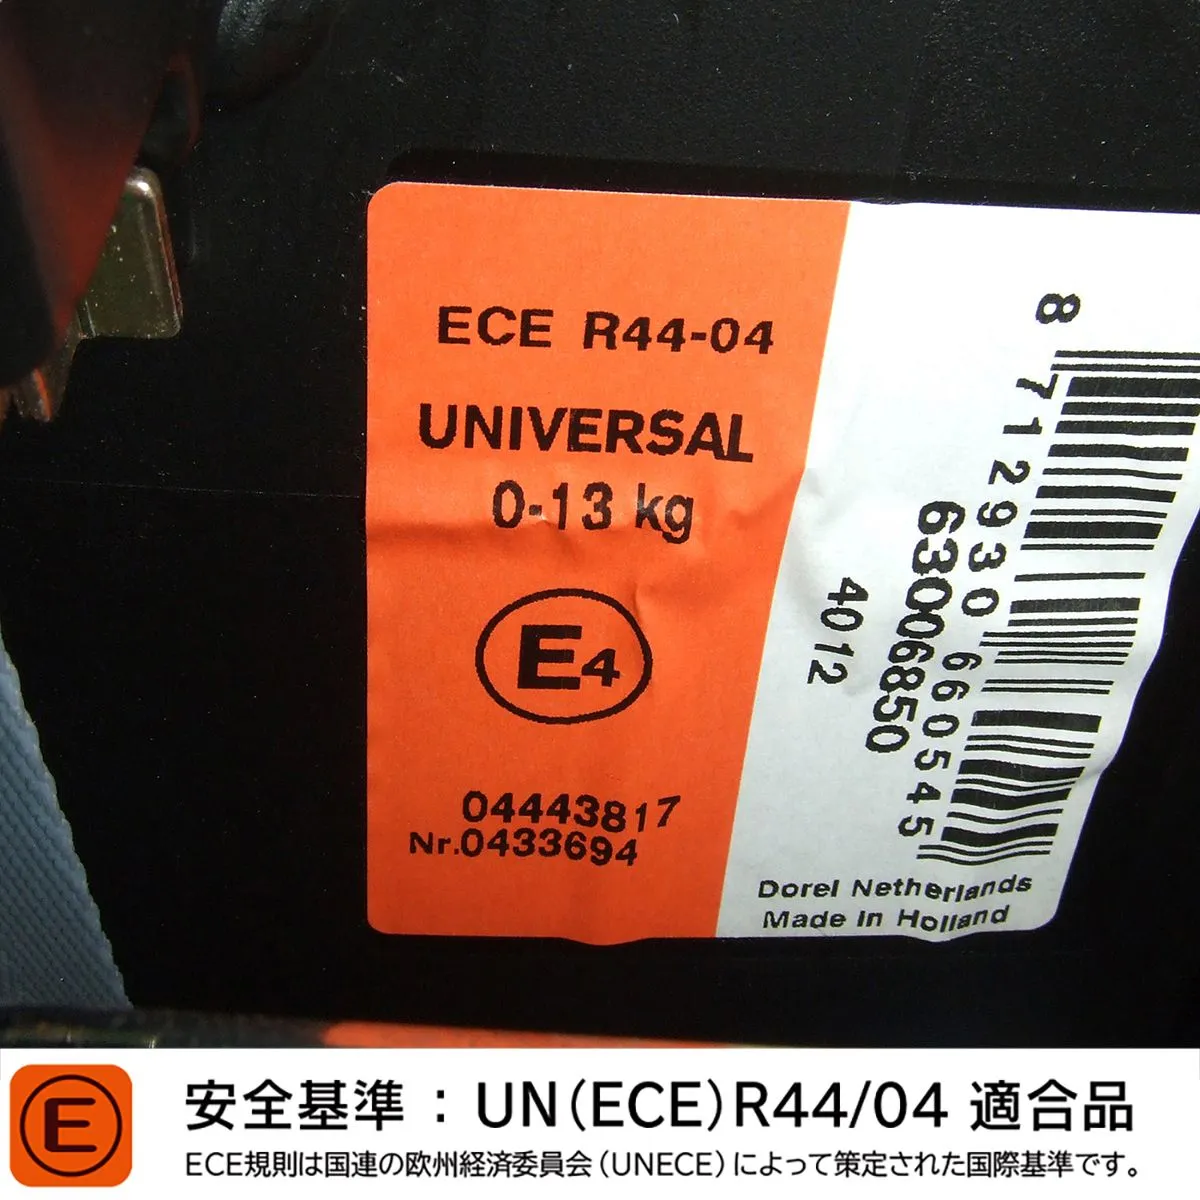 ECE R44-04
UNIVERSAL
0-13 kg
E4
04443817
Nr.0433694
8 712930 660545
63006850
4012
Dorel Netherlands
Made In Holland
E
安全基準：UN(ECE)R44/04 適合品
ECE規則は国連の欧州経済委員会（UNECE）によって策定された国際基準です。